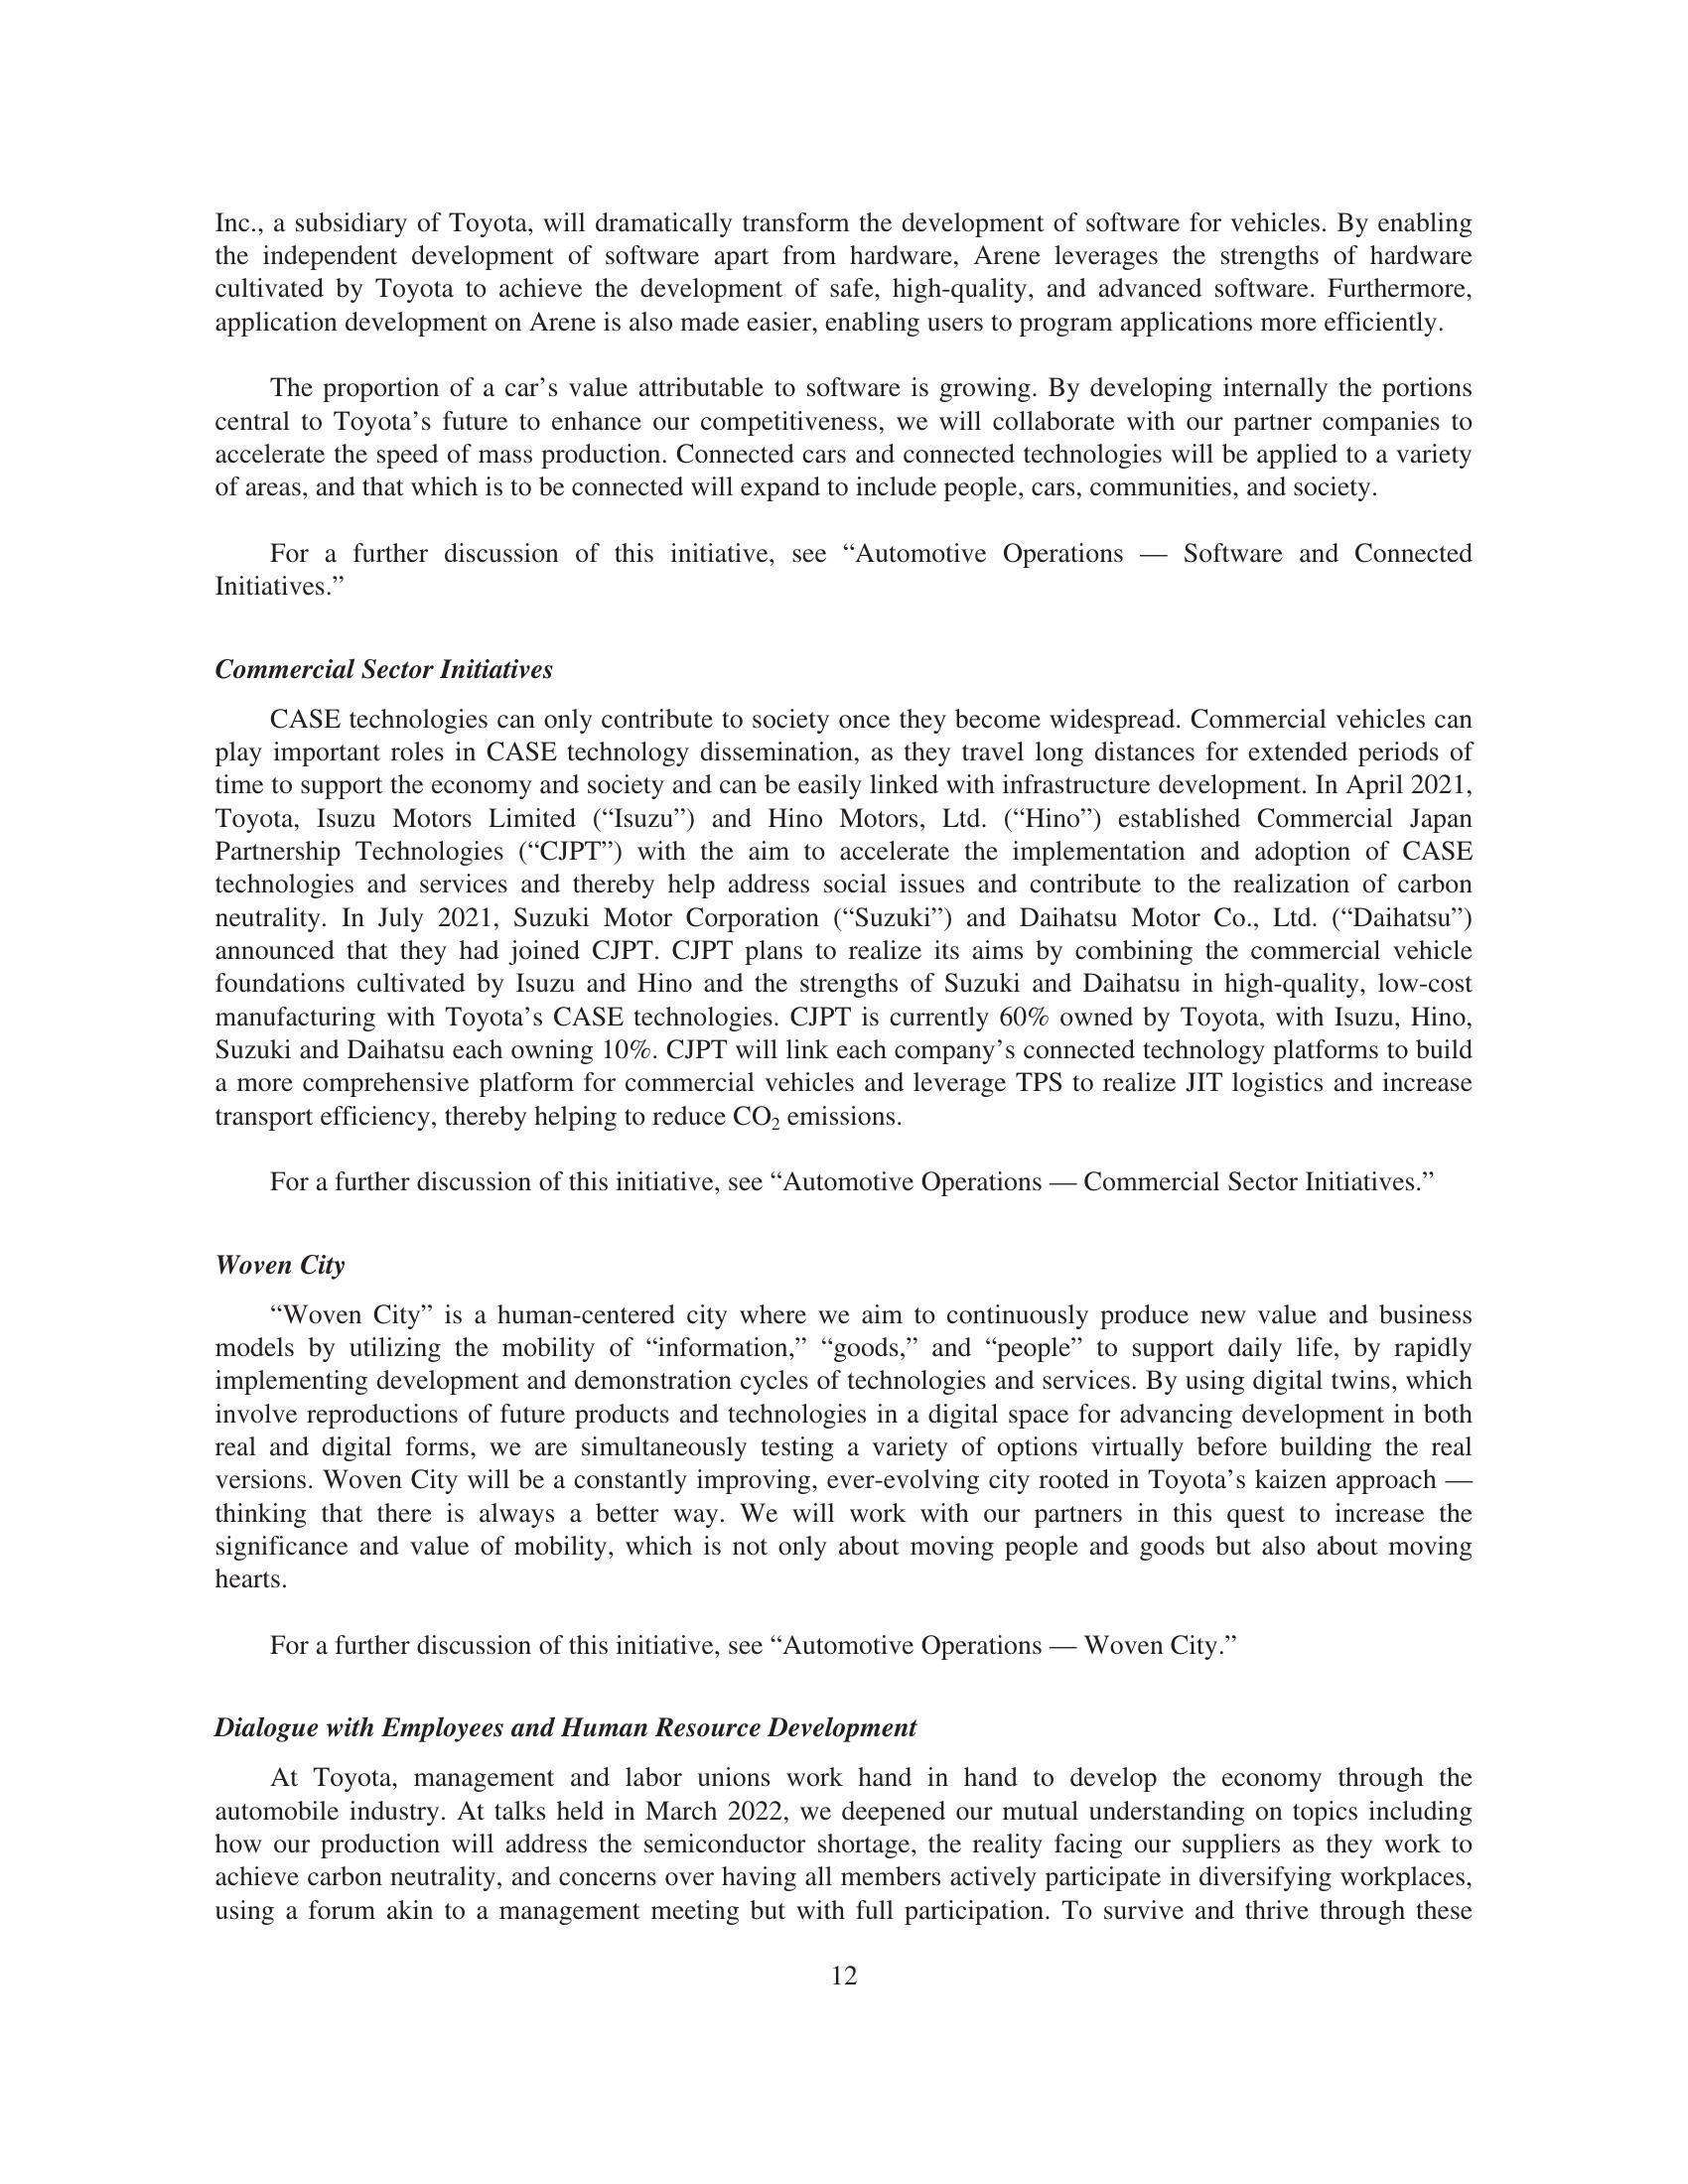 Inc., a subsidiary of Toyota, will dramatically transform the development of software for vehicles. By enabling
the independent development of software apart from hardware, Arene leverages the strengths of hardware
cultivated by Toyota to achieve the development of safe, high-quality, and advanced software. Furthermore,
application development on Arene is also made easier, enabling users to program applications more efficiently.
The proportion of a car’s value attributable to software is growing. By developing internally the portions
central to Toyota’s future to enhance our competitiveness, we will collaborate with our partner companies to
accelerate the speed of mass production. Connected cars and connected technologies will be applied to a variety
of areas, and that which is to be connected will expand to include people, cars, communities, and society.
For a further discussion of this initiative, see “Automotive Operations — Software and Connected
Initiatives.”
Commercial Sector Initiatives
CASE technologies can only contribute to society once they become widespread. Commercial vehicles can
play important roles in CASE technology dissemination, as they travel long distances for extended periods of
time to support the economy and society and can be easily linked with infrastructure development. In April 2021,
Toyota, Isuzu Motors Limited (“Isuzu”) and Hino Motors, Ltd. (“Hino”) established Commercial Japan
Partnership Technologies (“CJPT”) with the aim to accelerate the implementation and adoption of CASE
technologies and services and thereby help address social issues and contribute to the realization of carbon
neutrality. In July 2021, Suzuki Motor Corporation (“Suzuki”) and Daihatsu Motor Co., Ltd. (“Daihatsu”)
announced that they had joined CJPT. CJPT plans to realize its aims by combining the commercial vehicle
foundations cultivated by Isuzu and Hino and the strengths of Suzuki and Daihatsu in high-quality, low-cost
manufacturing with Toyota’s CASE technologies. CJPT is currently 60% owned by Toyota, with Isuzu, Hino,
Suzuki and Daihatsu each owning 10%. CJPT will link each company’s connected technology platforms to build
a more comprehensive platform for commercial vehicles and leverage TPS to realize JIT logistics and increase
transport efficiency, thereby helping to reduce CO₂ emissions.
For a further discussion of this initiative, see “Automotive Operations — Commercial Sector Initiatives.”
Woven City
“Woven City” is a human-centered city where we aim to continuously produce new value and business
models by utilizing the mobility of “information,” “goods,” and “people” to support daily life, by rapidly
implementing development and demonstration cycles of technologies and services. By using digital twins, which
involve reproductions of future products and technologies in a digital space for advancing development in both
real and digital forms, we are simultaneously testing a variety of options virtually before building the real
versions. Woven City will be a constantly improving, ever-evolving city rooted in Toyota’s kaizen approach —
thinking that there is always a better way. We will work with our partners in this quest to increase the
significance and value of mobility, which is not only about moving people and goods but also about moving
hearts.
For a further discussion of this initiative, see “Automotive Operations — Woven City.”
Dialogue with Employees and Human Resource Development
At Toyota, management and labor unions work hand in hand to develop the economy through the
automobile industry. At talks held in March 2022, we deepened our mutual understanding on topics including
how our production will address the semiconductor shortage, the reality facing our suppliers as they work to
achieve carbon neutrality, and concerns over having all members actively participate in diversifying workplaces,
using a forum akin to a management meeting but with full participation. To survive and thrive through these
12